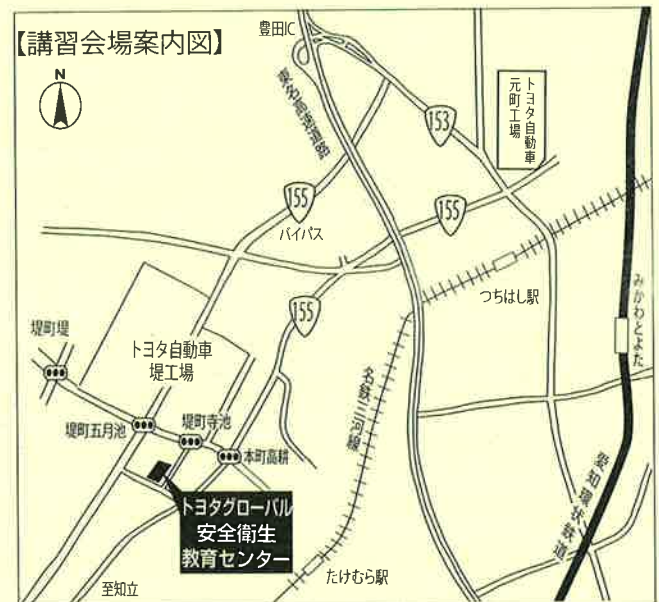 【講習会場案内図】
豊田IC
N
東名高速道路
153
トヨタ自動車
元町工場
155
バイパス
155
つちはし駅
155
みかわとよた
堤町堤
トヨタ自動車
堤工場
名鉄三河線
堤町五月池
堤町寺池
本町高耕
愛知環状鉄道
トヨタグローバル
安全衛生
教育センター
たけむら駅
至知立